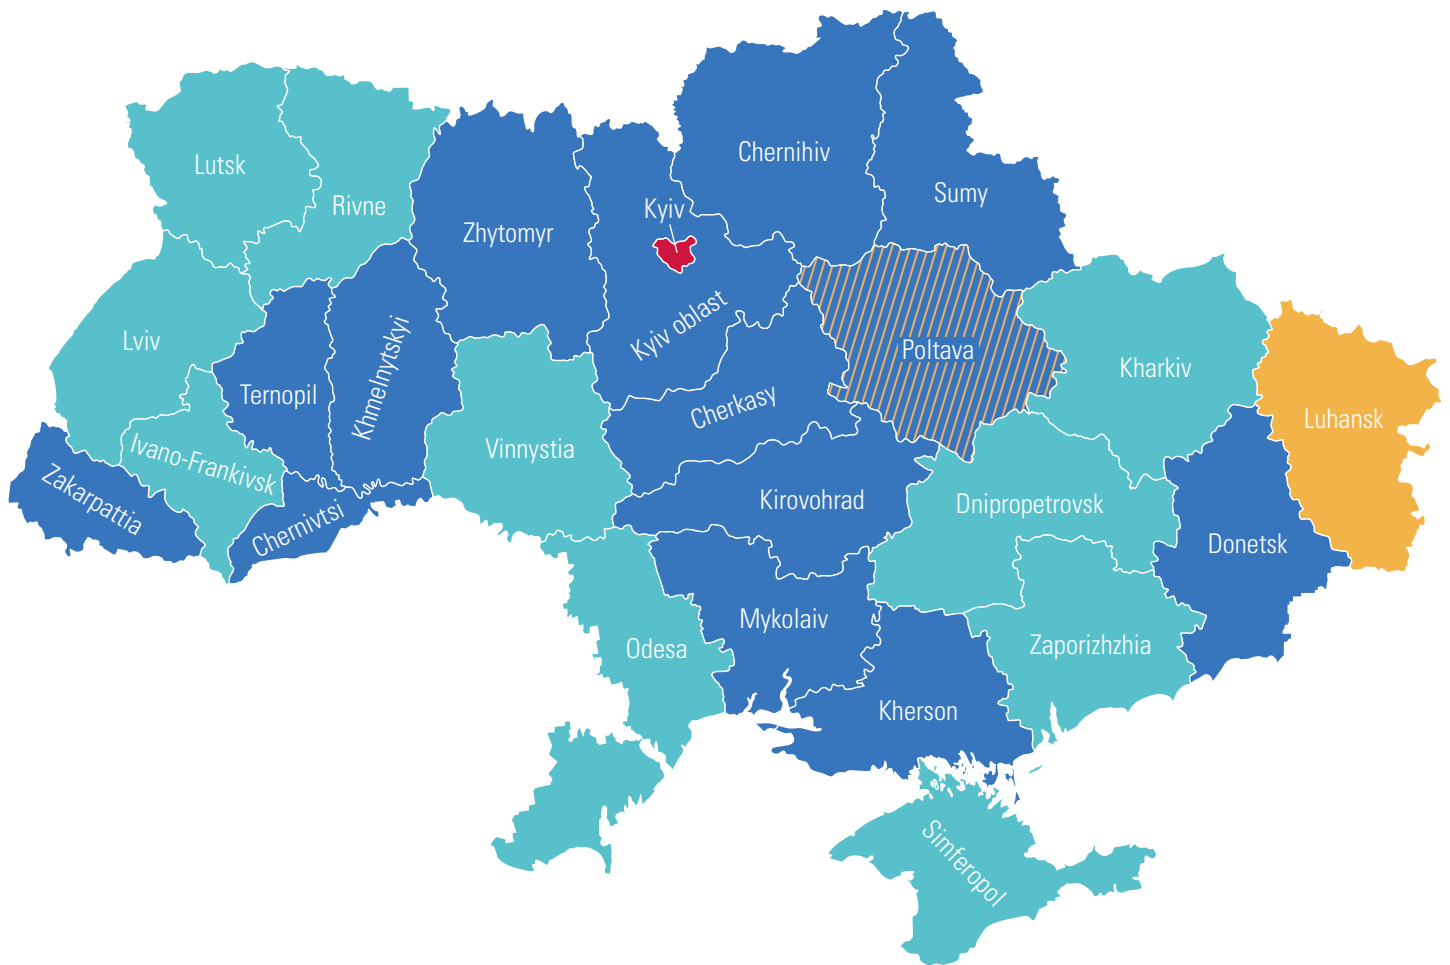 Chernihiv
Lutsk
Sumy
Rivne
Kyiv
Zhytomyr
Kyiv oblast
Lviv
Khmelnytskyi
Poltava
Kharkiv
Ternopil
Cherkasy
Luhansk
Vinnystia
Ivano-Frankivsk
Zakarpattia
Kirovohrad
Dnipropetrovsk
Chernivtsi
Donetsk
Mykolaiv
Odesa
Zaporizhzhia
Kherson
Simferopol